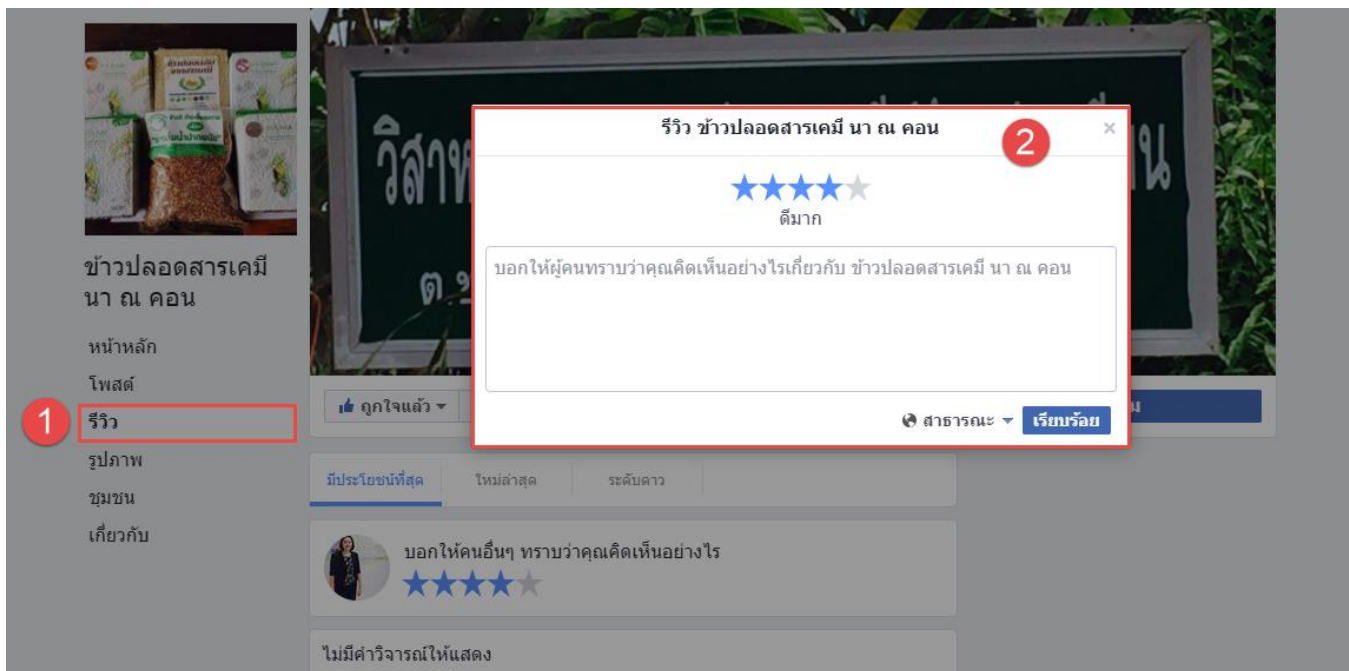 ข้าวปลอดสารเคมี
นา ณ คอน
หน้าหลัก
โพสต์
1
รีวิว
รูปภาพ
ชุมชน
เกี่ยวกับ
ต.
รีวิว ข้าวปลอดสารเคมี นา ณ คอน
2
×
ดีมาก
บอกให้ผู้คนทราบว่าคุณคิดเห็นอย่างไรเกี่ยวกับ ข้าวปลอดสารเคมี นา ณ คอน
สาธารณะ
เรียบร้อย
ถูกใจแล้ว
มีประโยชน์ที่สุด
ใหม่ล่าสุด
ระดับดาว
บอกให้คนอื่นๆ ทราบว่าคุณคิดเห็นอย่างไร
ไม่มีคำวิจารณ์ให้แสดง